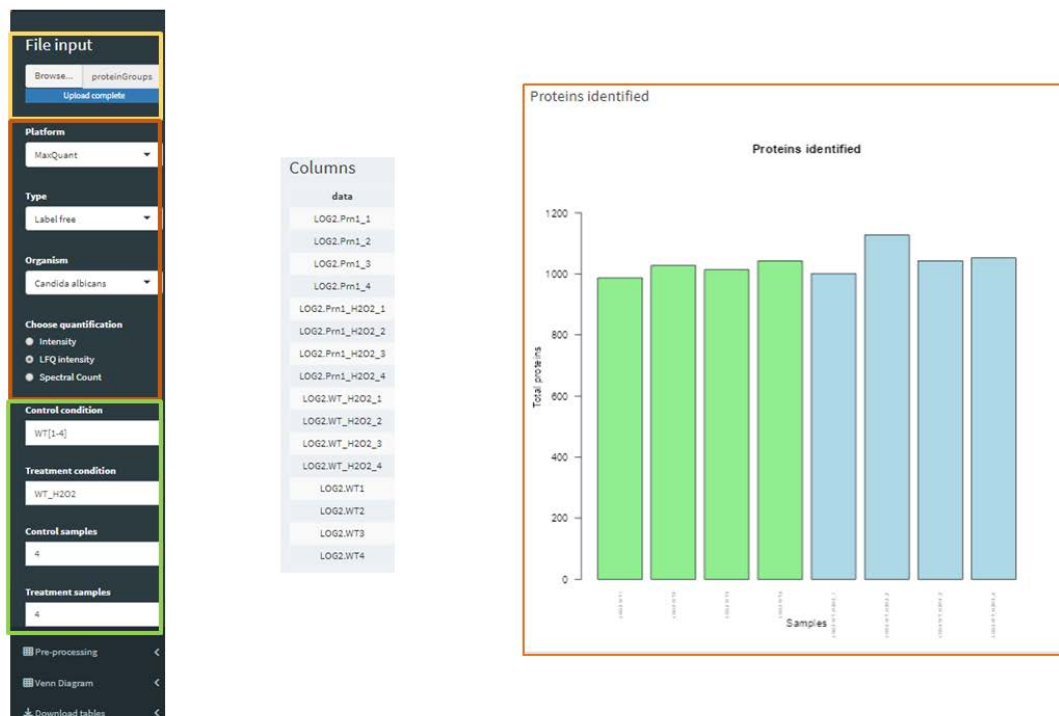 File input
Browse... proteinGroups
Upload complete
Platform
MaxQuant
Type
Label free
Organism
Candida albicans
Choose quantification
Intensity
LFQ intensity
Spectral Count
Control condition
WT[1-4]
Treatment condition
WT_H2O2
Control samples
4
Treatment samples
4
Pre-processing
Venn Diagram
Download tables
Columns
data
LOG2.Prn1_1
LOG2.Prn1_2
LOG2.Prn1_3
LOG2.Prn1_4
LOG2.Prn1_H2O2_1
LOG2.Prn1_H2O2_2
LOG2.Prn1_H2O2_3
LOG2.Prn1_H2O2_4
LOG2.WT_H2O2_1
LOG2.WT_H2O2_2
LOG2.WT_H2O2_3
LOG2.WT_H2O2_4
LOG2.WT1
LOG2.WT2
LOG2.WT3
LOG2.WT4
Proteins identified
Proteins identified
Total proteins
1200
1000
800
600
400
200
0
Samples